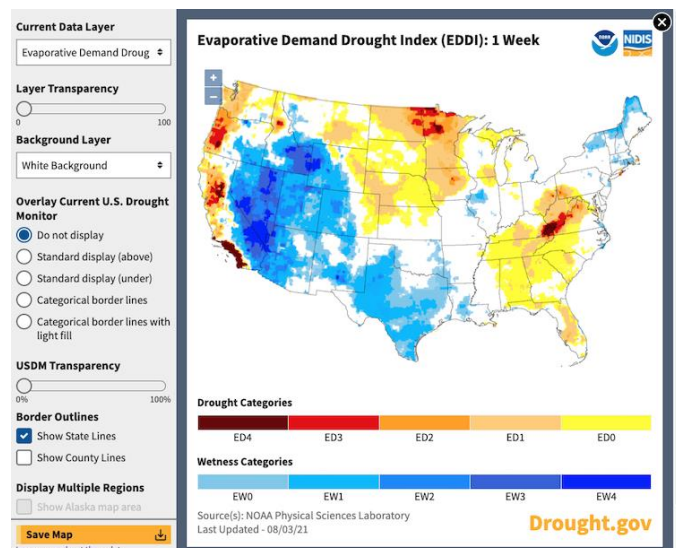 Current Data Layer
Evaporative Demand Droug
Layer Transparency
0
100
Background Layer
White Background
Overlay Current U.S. Drought
Monitor
Do not display
Standard display (above)
Standard display (under)
Categorical border lines
Categorical border lines with
light fill
USDM Transparency
0%
100%
Border Outlines
Show State Lines
Show County Lines
Display Multiple Regions
Show Alaska map area
Save Map
Evaporative Demand Drought Index (EDDI): 1 Week
NOAA
NIDIS
+
−
Drought Categories
ED4 ED3 ED2 ED1 ED0
Wetness Categories
EW0 EW1 EW2 EW3 EW4
Source(s): NOAA Physical Sciences Laboratory
Last Updated - 08/03/21
Drought.gov